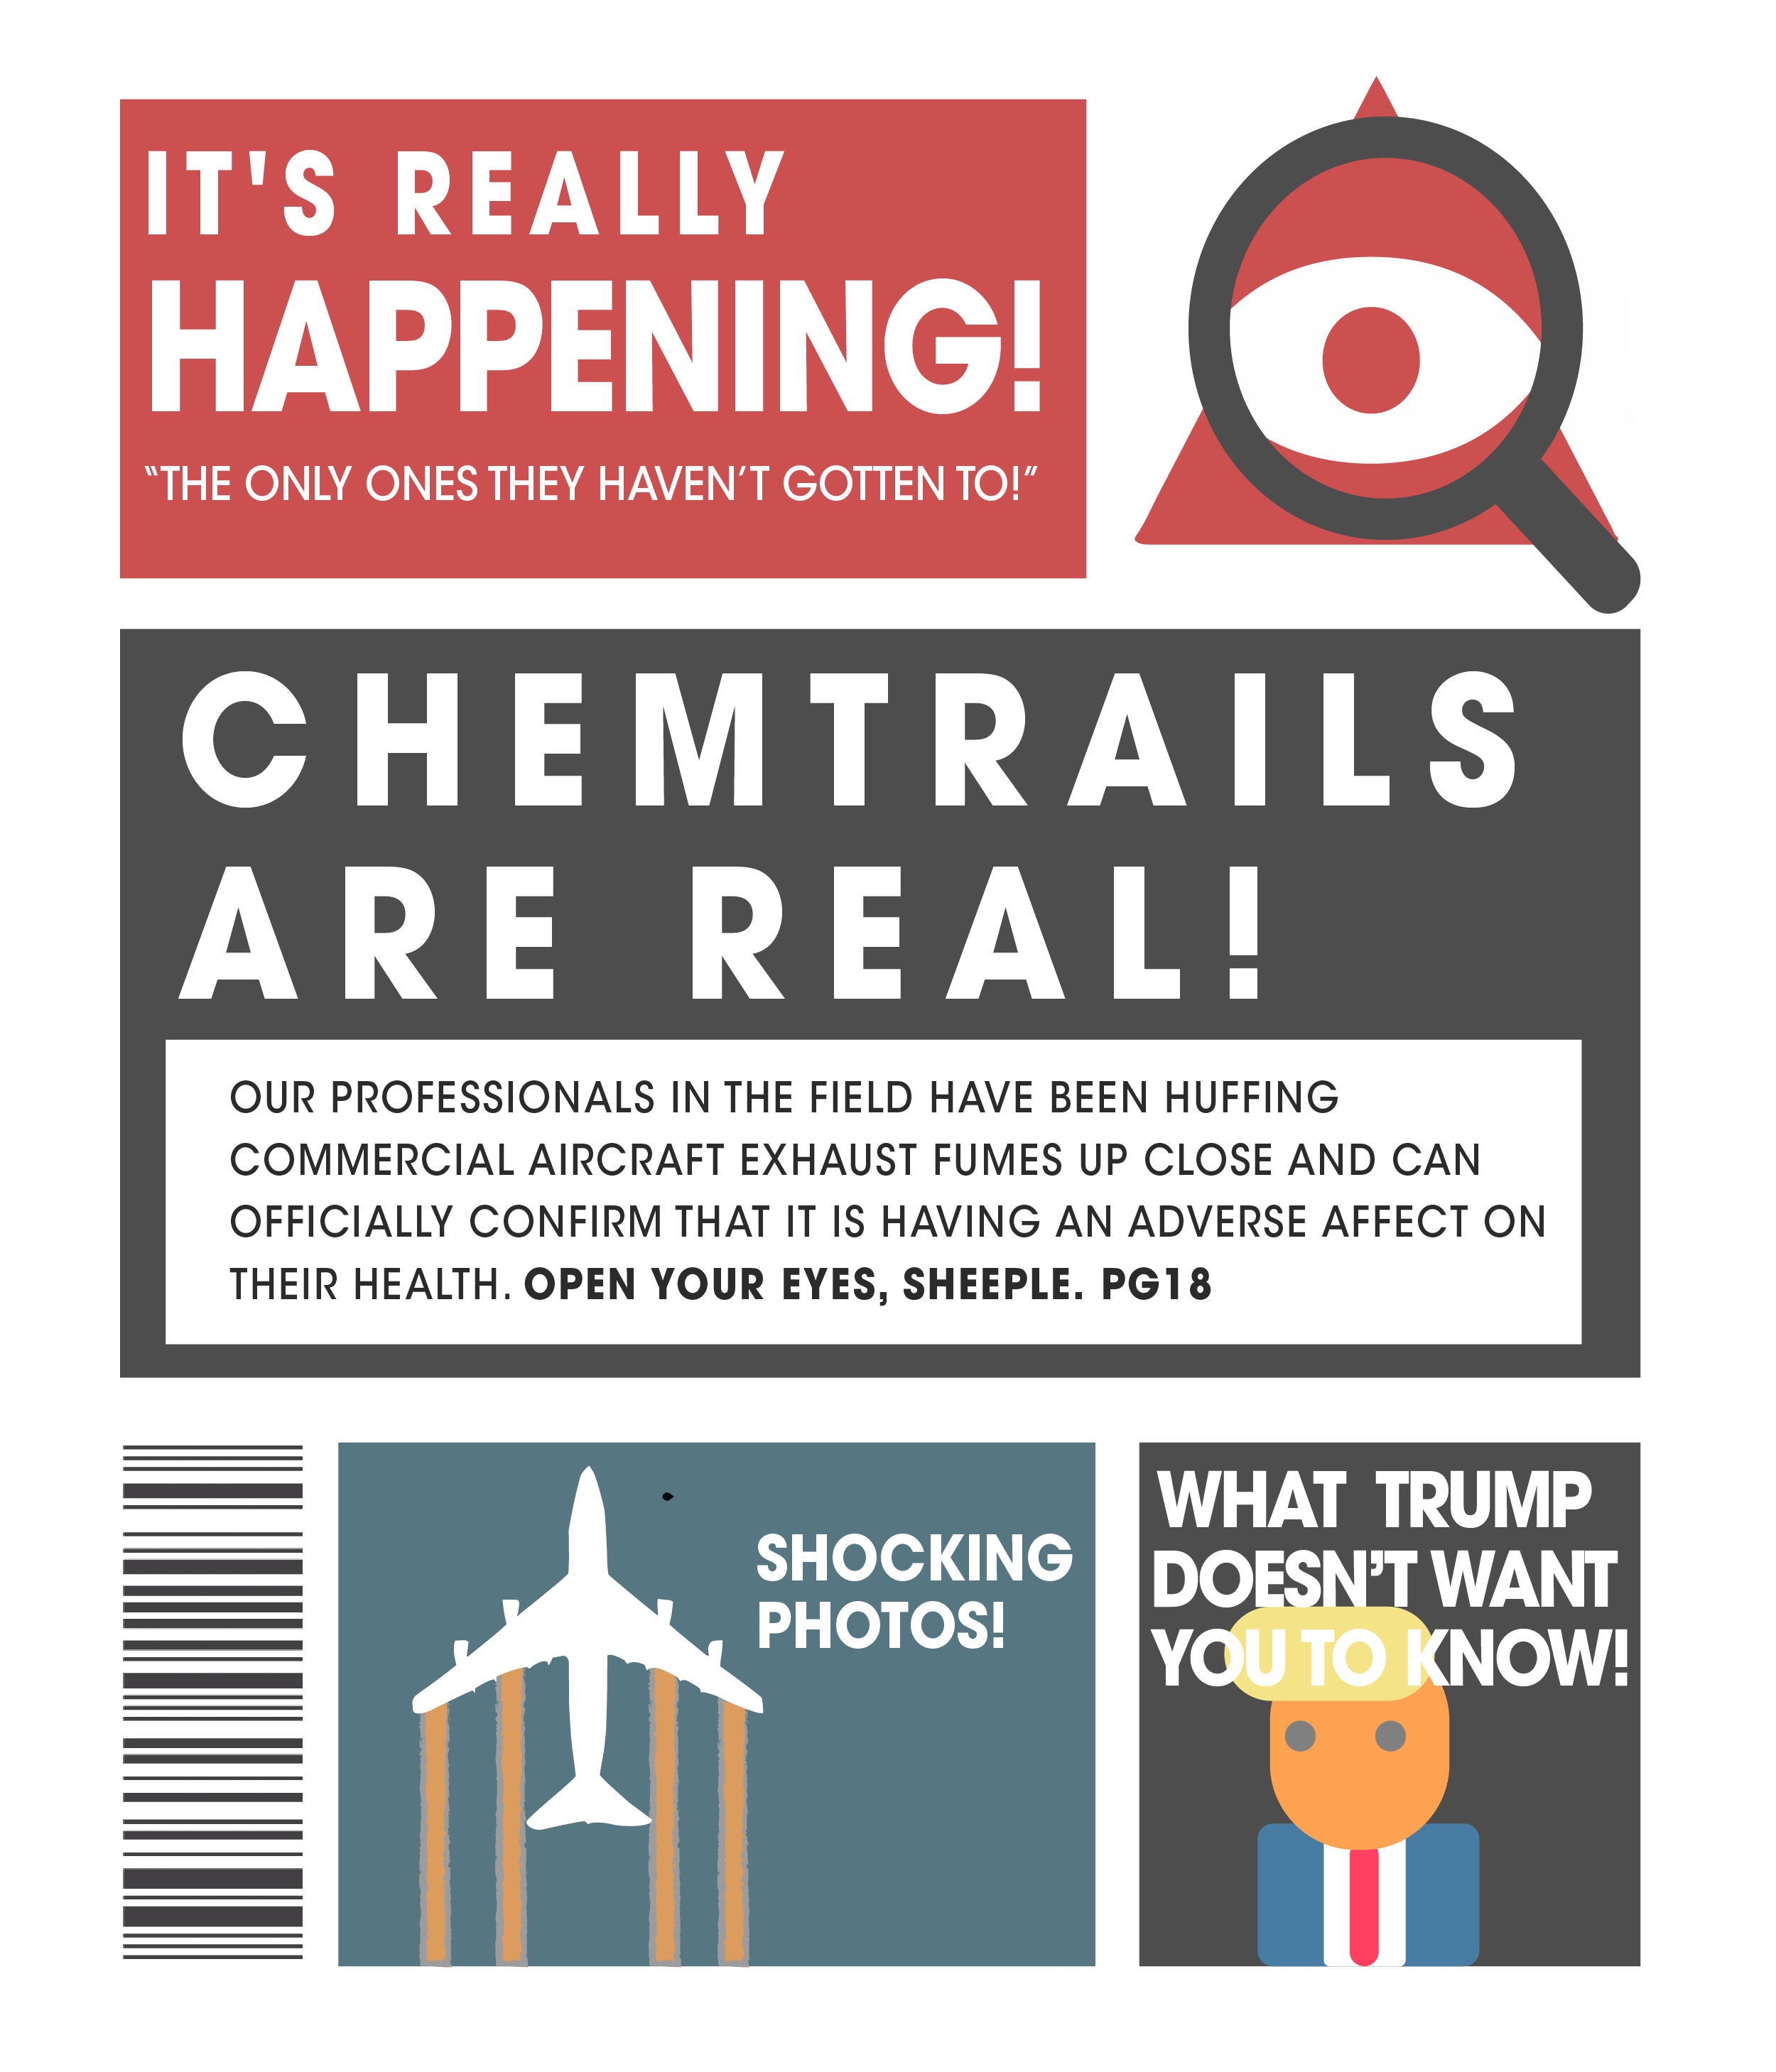 IT'S REALLY
HAPPENING!
“THE ONLY ONES THEY HAVEN’T GOTTEN TO!”
CHEMTRAILS
ARE REAL!
OUR PROFESSIONALS IN THE FIELD HAVE BEEN HUFFING
COMMERCIAL AIRCRAFT EXHAUST FUMES UP CLOSE AND CAN
OFFICIALLY CONFIRM THAT IT IS HAVING AN ADVERSE AFFECT ON
THEIR HEALTH. OPEN YOUR EYES, SHEEPLE. PG18
SHOCKING
PHOTOS!
WHAT TRUMP
DOESN’T WANT
YOU TO KNOW!